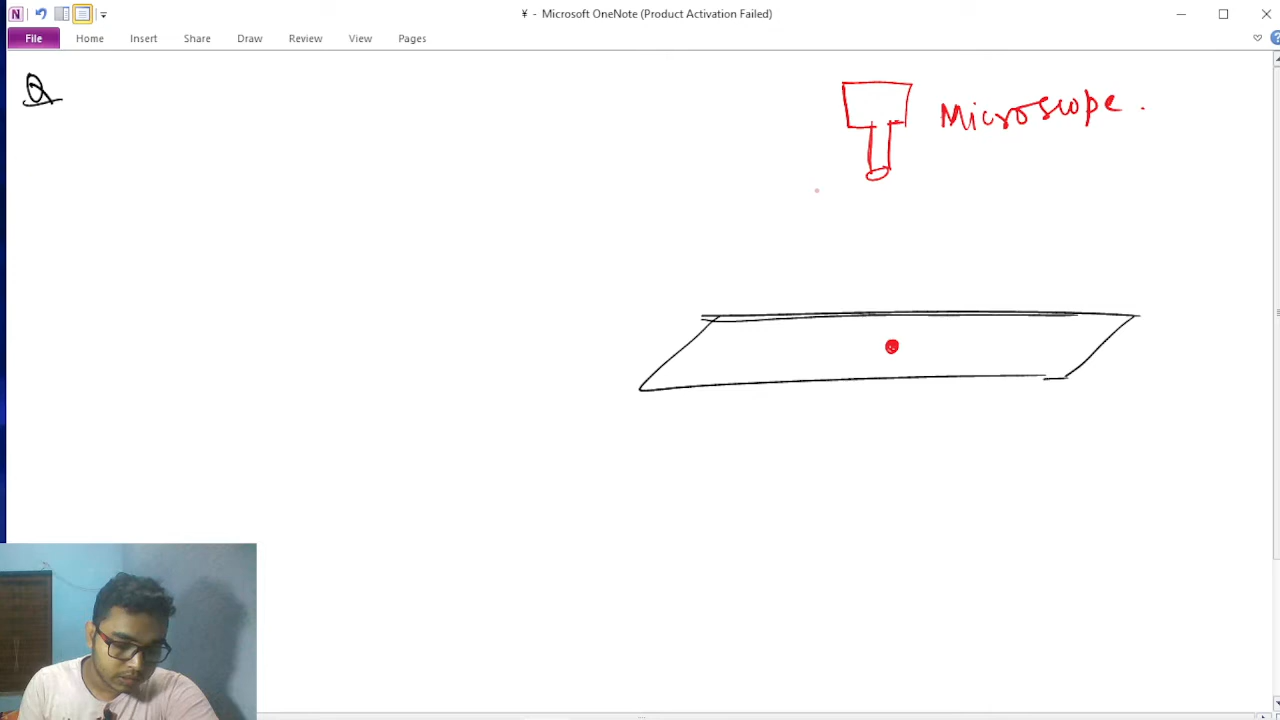 ¥ - Microsoft OneNote (Product Activation Failed)
File Home Insert Share Draw Review View Pages
Q
Microscope.